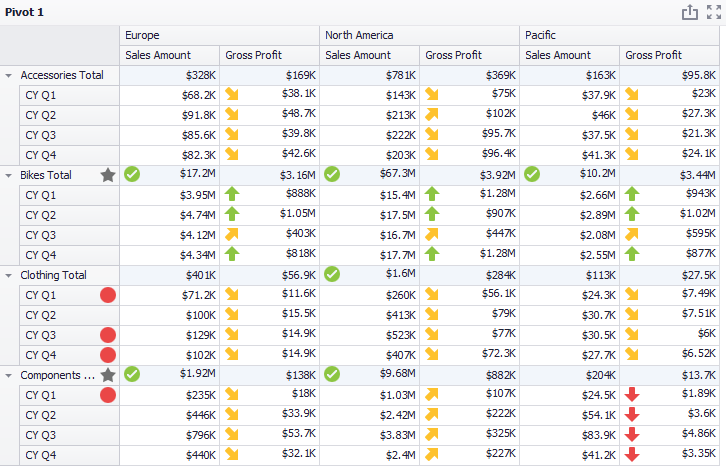 Pivot 1
Europe North America Pacific
Sales Amount Gross Profit Sales Amount Gross Profit Sales Amount Gross Profit
Accessories Total $328K $169K $781K $369K $163K $95.8K
CY Q1 $68.2K $38.1K $143K $75K $37.9K $23K
CY Q2 $91.8K $48.7K $213K $102K $46K $27.3K
CY Q3 $85.6K $39.8K $222K $95.7K $37.5K $21.3K
CY Q4 $82.3K $42.6K $203K $96.4K $41.3K $24.1K
Bikes Total $17.2M $3.16M $67.3M $3.92M $10.2M $3.44M
CY Q1 $3.95M $888K $15.4M $1.28M $2.66M $943K
CY Q2 $4.74M $1.05M $17.5M $907K $2.89M $1.02M
CY Q3 $4.12M $403K $16.7M $447K $2.08M $595K
CY Q4 $4.34M $818K $17.7M $1.28M $2.55M $877K
Clothing Total $401K $56.9K $1.6M $284K $113K $27.5K
CY Q1 $71.2K $11.6K $260K $56.1K $24.3K $7.49K
CY Q2 $100K $15.5K $413K $79K $30.7K $7.51K
CY Q3 $129K $14.9K $523K $77K $30.5K $6K
CY Q4 $102K $14.9K $407K $72.3K $27.7K $6.52K
Components ... $1.92M $138K $9.68M $882K $204K $13.7K
CY Q1 $235K $18K $1.03M $107K $24.5K $1.89K
CY Q2 $446K $33.9K $2.42M $222K $54.1K $3.6K
CY Q3 $796K $53.7K $3.83M $325K $83.9K $4.86K
CY Q4 $440K $32.1K $2.4M $227K $41.2K $3.35K